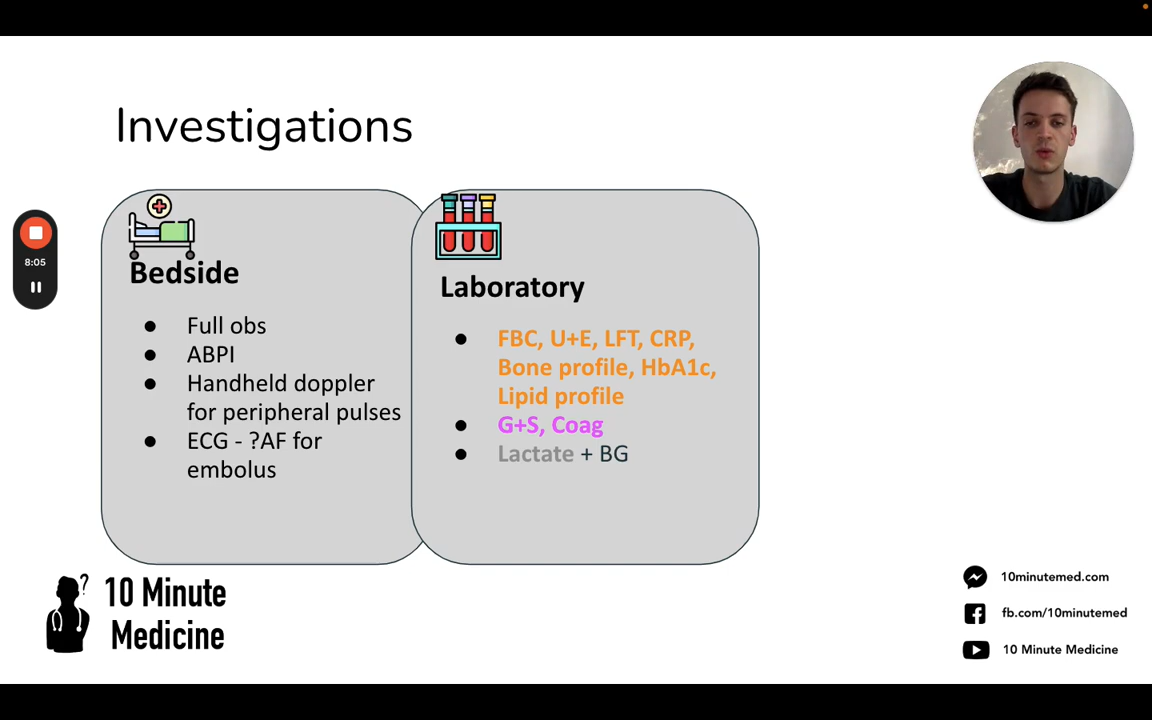 Investigations
8:05
Bedside
● Full obs
● ABPI
● Handheld doppler
for peripheral pulses
● ECG - ?AF for
embolus
Laboratory
● FBC, U+E, LFT, CRP,
Bone profile, HbA1c,
Lipid profile
● G+S, Coag
● Lactate + BG
?
10 Minute
Medicine
10minutemed.com
fb.com/10minutemed
10 Minute Medicine